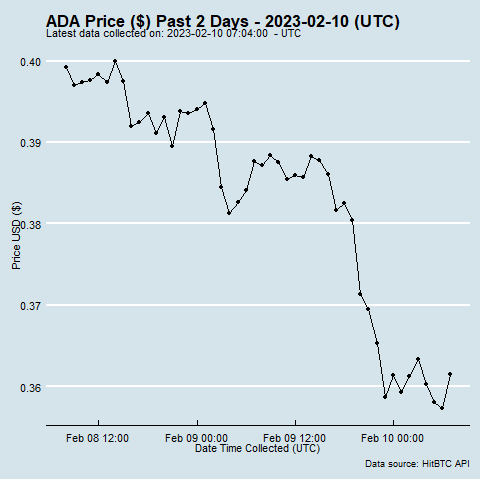 ADA Price ($) Past 2 Days - 2023-02-10 (UTC)
Latest data collected on: 2023-02-10 07:04:00  - UTC
0.40
0.39
0.38
0.37
0.36
Price USD ($)
Feb 08 12:00
Feb 09 00:00
Feb 09 12:00
Feb 10 00:00
Date Time Collected (UTC)
Data source: HitBTC API